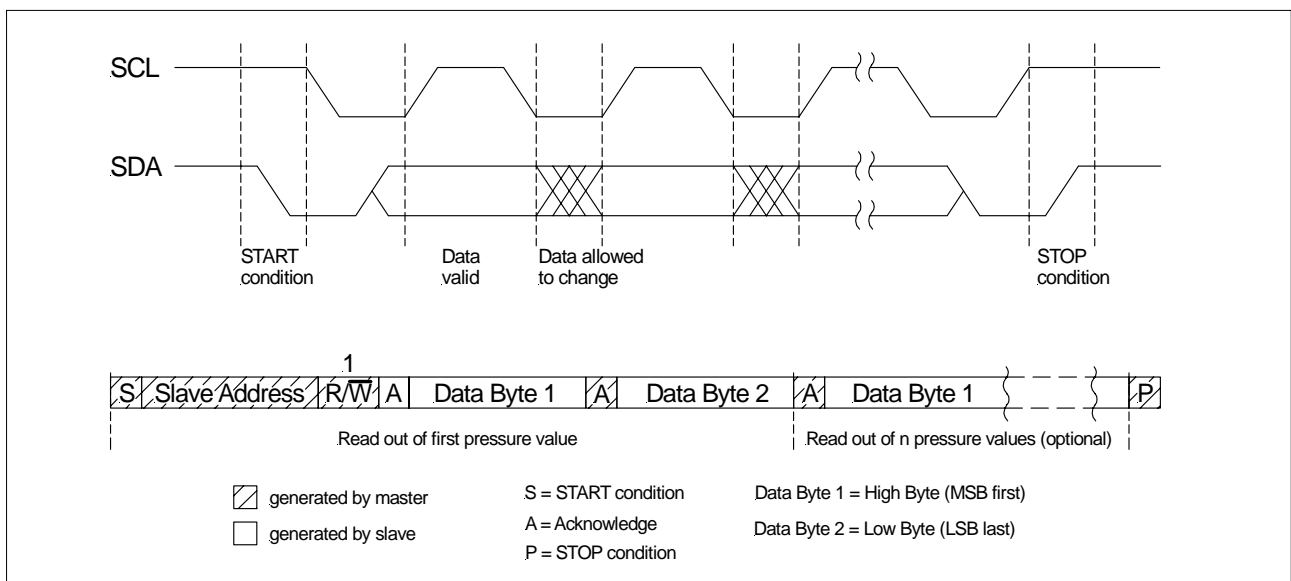 SCL
SDA
START condition
Data valid
Data allowed to change
STOP condition
1
S Slave Address R/W̅ A Data Byte 1 A Data Byte 2 A Data Byte 1 P
Read out of first pressure value
Read out of n pressure values (optional)
generated by master
generated by slave
S = START condition
A = Acknowledge
P = STOP condition
Data Byte 1 = High Byte (MSB first)
Data Byte 2 = Low Byte (LSB last)